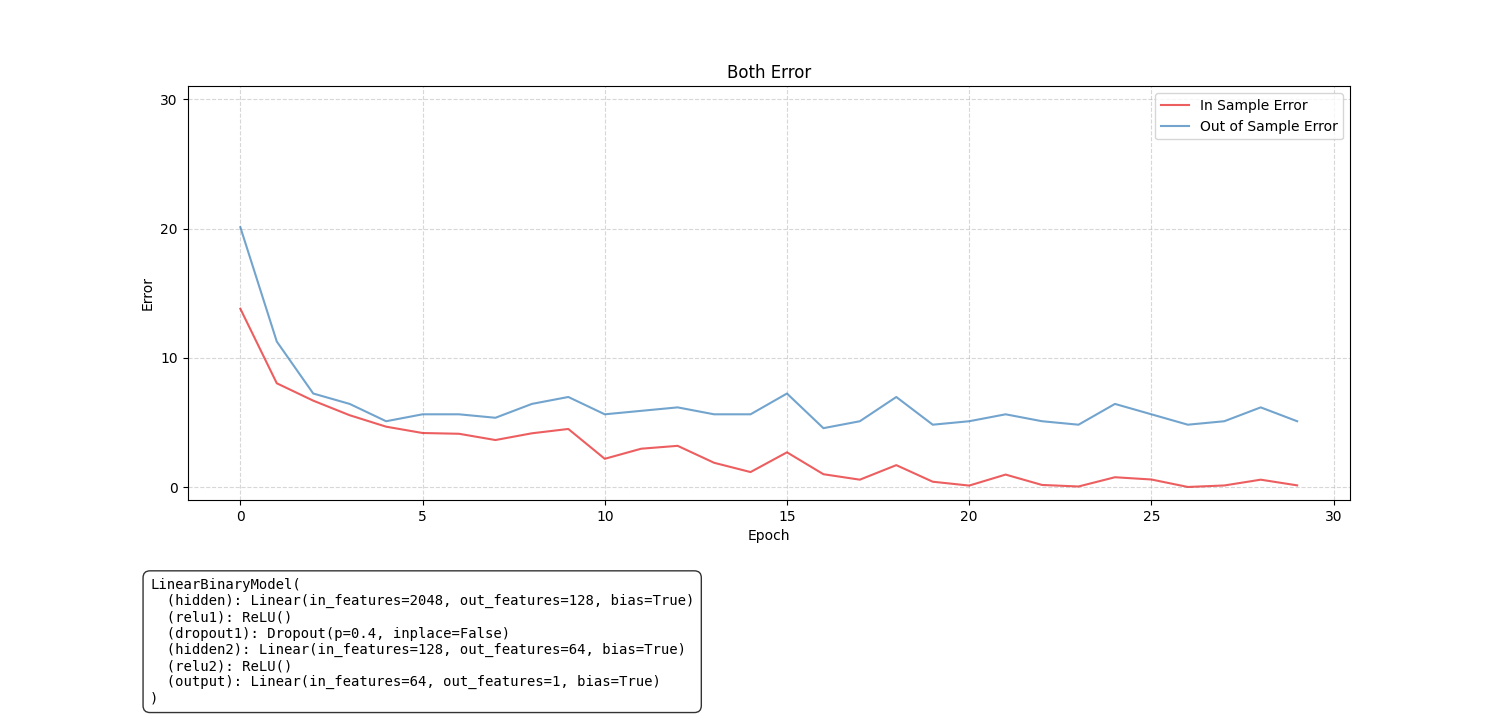 Both Error
In Sample Error
Out of Sample Error
Error
30
20
10
0
0 5 10 15 20 25 30
Epoch
LinearBinaryModel(
  (hidden): Linear(in_features=2048, out_features=128, bias=True)
  (relu1): ReLU()
  (dropout1): Dropout(p=0.4, inplace=False)
  (hidden2): Linear(in_features=128, out_features=64, bias=True)
  (relu2): ReLU()
  (output): Linear(in_features=64, out_features=1, bias=True)
)